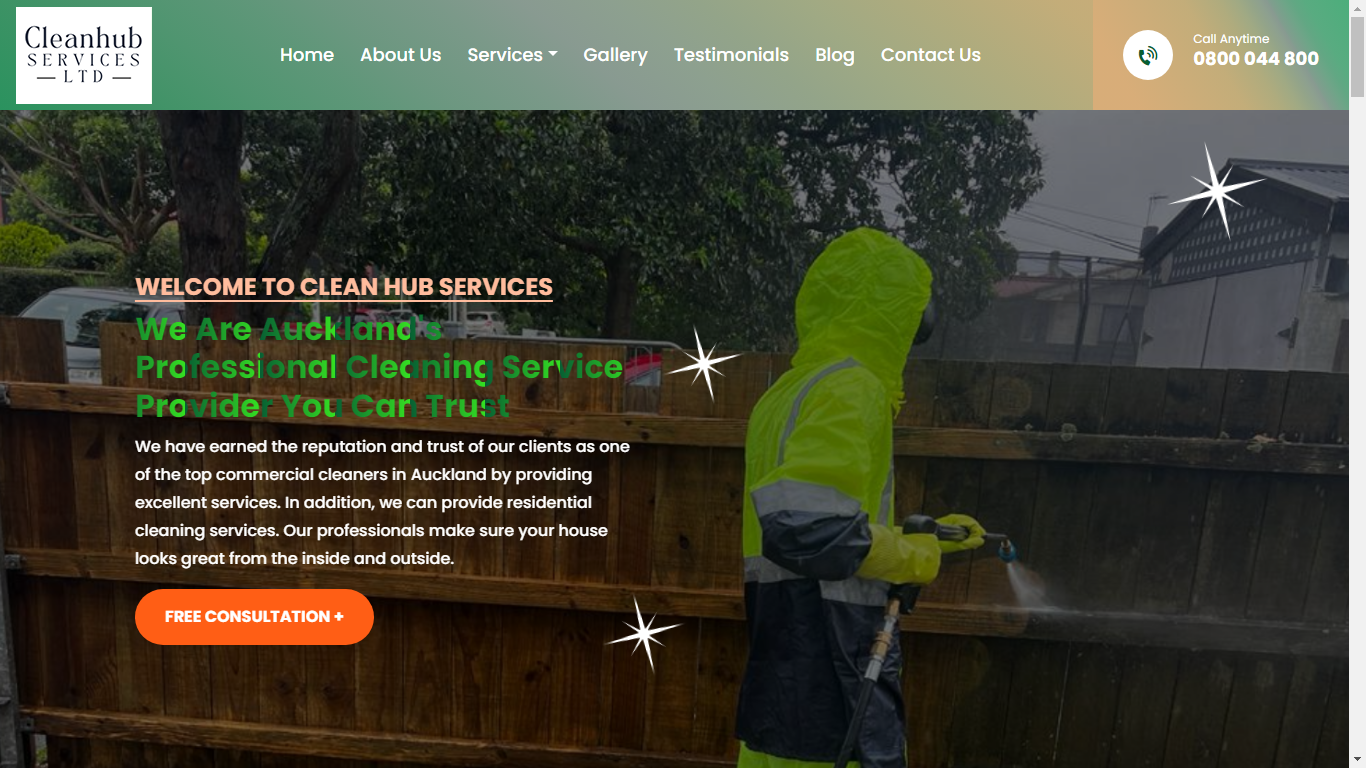 Cleanhub
SERVICES
LTD
Home About Us Services Gallery Testimonials Blog Contact Us
Call Anytime
0800 044 800
WELCOME TO CLEAN HUB SERVICES
We Are Auckland's
Professional Cleaning Service
Provider You Can Trust
We have earned the reputation and trust of our clients as one
of the top commercial cleaners in Auckland by providing
excellent services. In addition, we can provide residential
cleaning services. Our professionals make sure your house
looks great from the inside and outside.
FREE CONSULTATION +